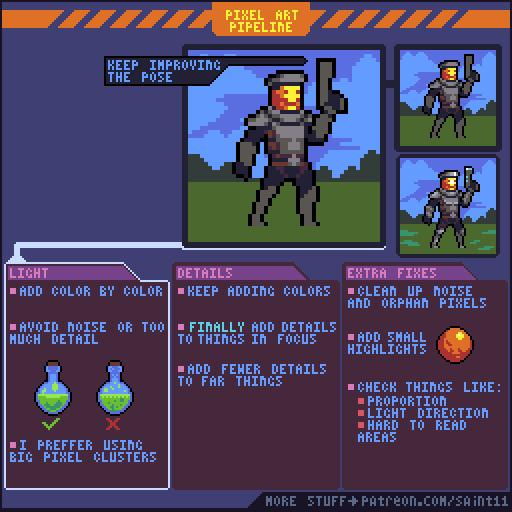 PIXEL ART
PIPELINE
KEEP IMPROVING
THE POSE
LIGHT
ADD COLOR BY COLOR
AVOID NOISE OR TOO
MUCH DETAIL
I PREFFER USING
BIG PIXEL CLUSTERS
DETAILS
KEEP ADDING COLORS
FINALLY ADD DETAILS
TO THINGS IN FOCUS
ADD FEWER DETAILS
TO FAR THINGS
EXTRA FIXES
CLEAN UP NOISE
AND ORPHAN PIXELS
ADD SMALL
HIGHLIGHTS
CHECK THINGS LIKE:
PROPORTION
LIGHT DIRECTION
HARD TO READ
AREAS
MORE STUFF→PATREON.COM/SAINT11